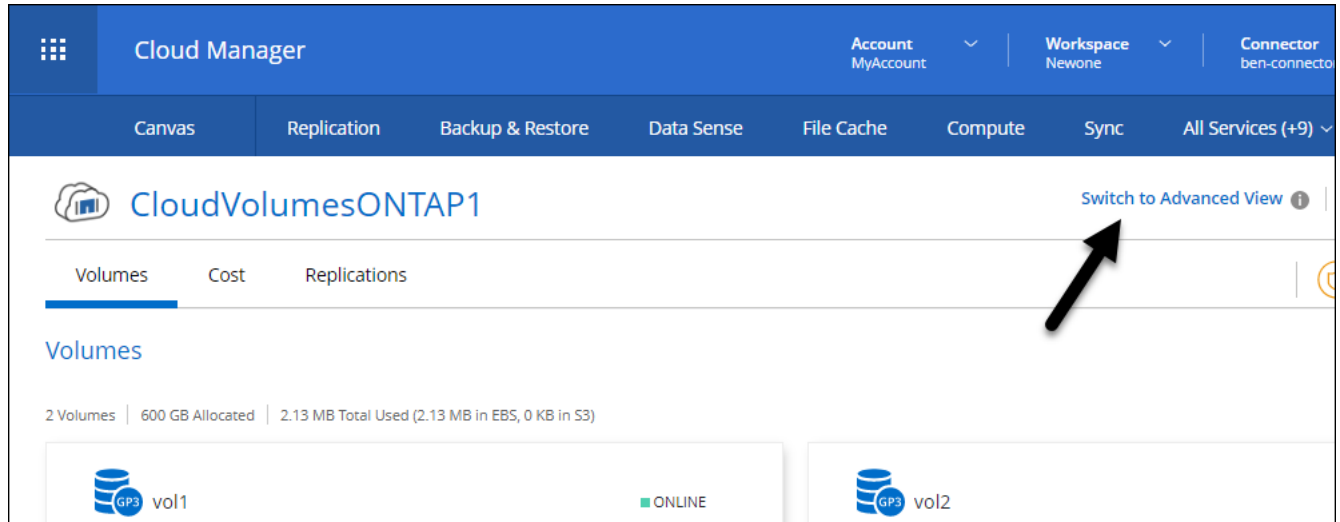 Cloud Manager
Account
MyAccount
Workspace
Newone
Connector
ben-connector
Canvas
Replication
Backup & Restore
Data Sense
File Cache
Compute
Sync
All Services (+9)
CloudVolumesONTAP1
Switch to Advanced View
Volumes
Cost
Replications
Volumes
2 Volumes
600 GB Allocated
2.13 MB Total Used (2.13 MB in EBS, 0 KB in S3)
GP3
vol1
ONLINE
GP3
vol2